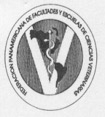 FEDERACION PANAMERICANA DE FACULTADES Y ESCUELAS DE CIENCIAS VETERINARIAS
V